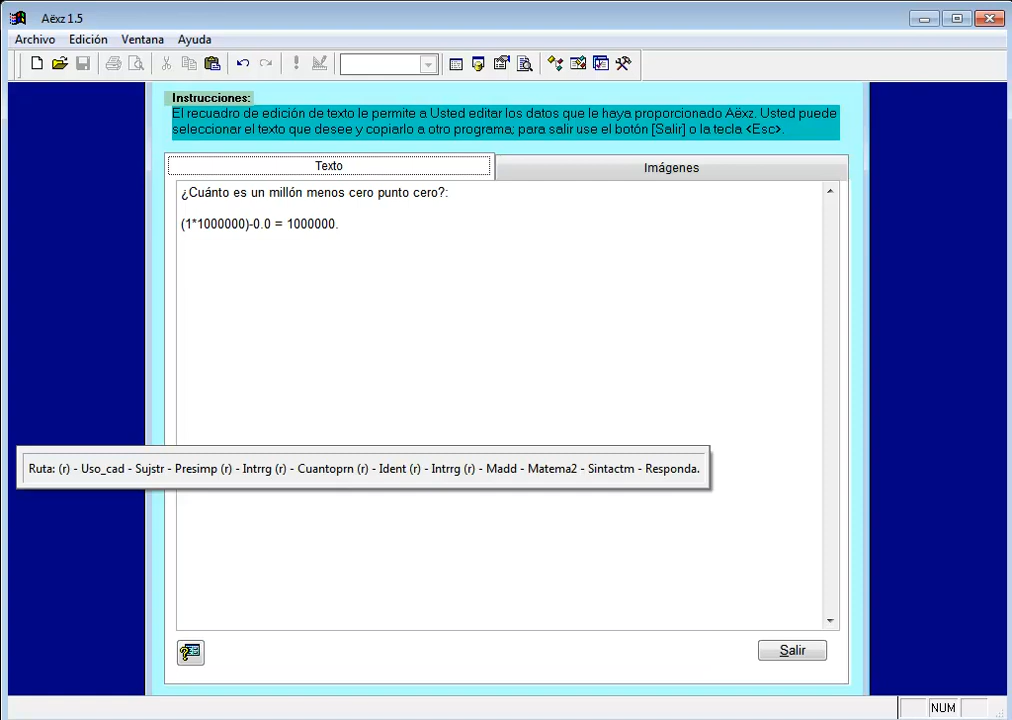 Aëxz 1.5
Archivo Edición Ventana Ayuda
Instrucciones:
El recuadro de edición de texto le permite a Usted editar los datos que le haya proporcionado Aëxz. Usted puede
seleccionar el texto que desee y copiarlo a otro programa; para salir use el botón [Salir] o la tecla <Esc>.
Texto Imágenes
¿Cuánto es un millón menos cero punto cero?:
(1*1000000)-0.0 = 1000000.
Ruta: (r) - Uso_cad - Sujstr - Presimp (r) - Intrrg (r) - Cuantoprn (r) - Ident (r) - Intrrg (r) - Madd - Matema2 - Sintactm - Responda.
Salir
NUM